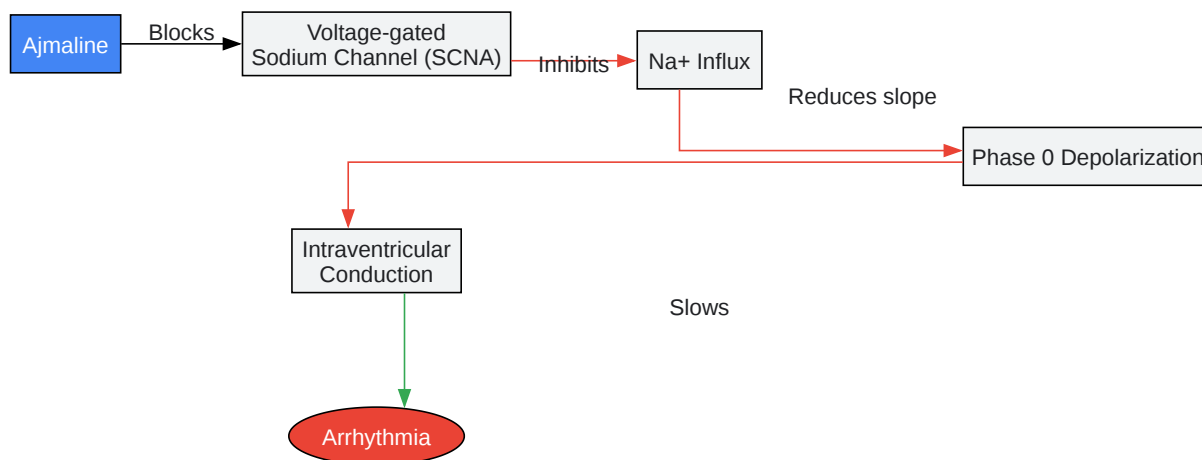 Ajmaline
Blocks
Voltage-gated
Sodium Channel (SCNA)
Inhibits
Na+ Influx
Reduces slope
Phase 0 Depolarization
Intraventricular
Conduction
Slows
Arrhythmia